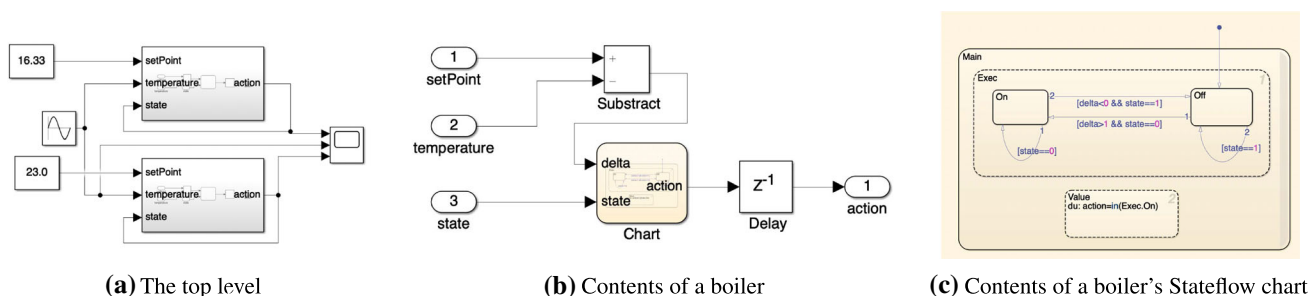 16.33
setPoint
temperature
action
state
23.0
setPoint
temperature
action
state
(a) The top level
1
setPoint
2
temperature
3
state
+
−
Substract
delta
state
action
Chart
z-1
Delay
1
action
(b) Contents of a boiler
Main
Exec
1
On
Off
2
[delta<0 && state==1]
1
[delta>1 && state==0]
1
[state==0]
2
[state==1]
Value
2
du: action=in(Exec.On)
(c) Contents of a boiler's Stateflow chart